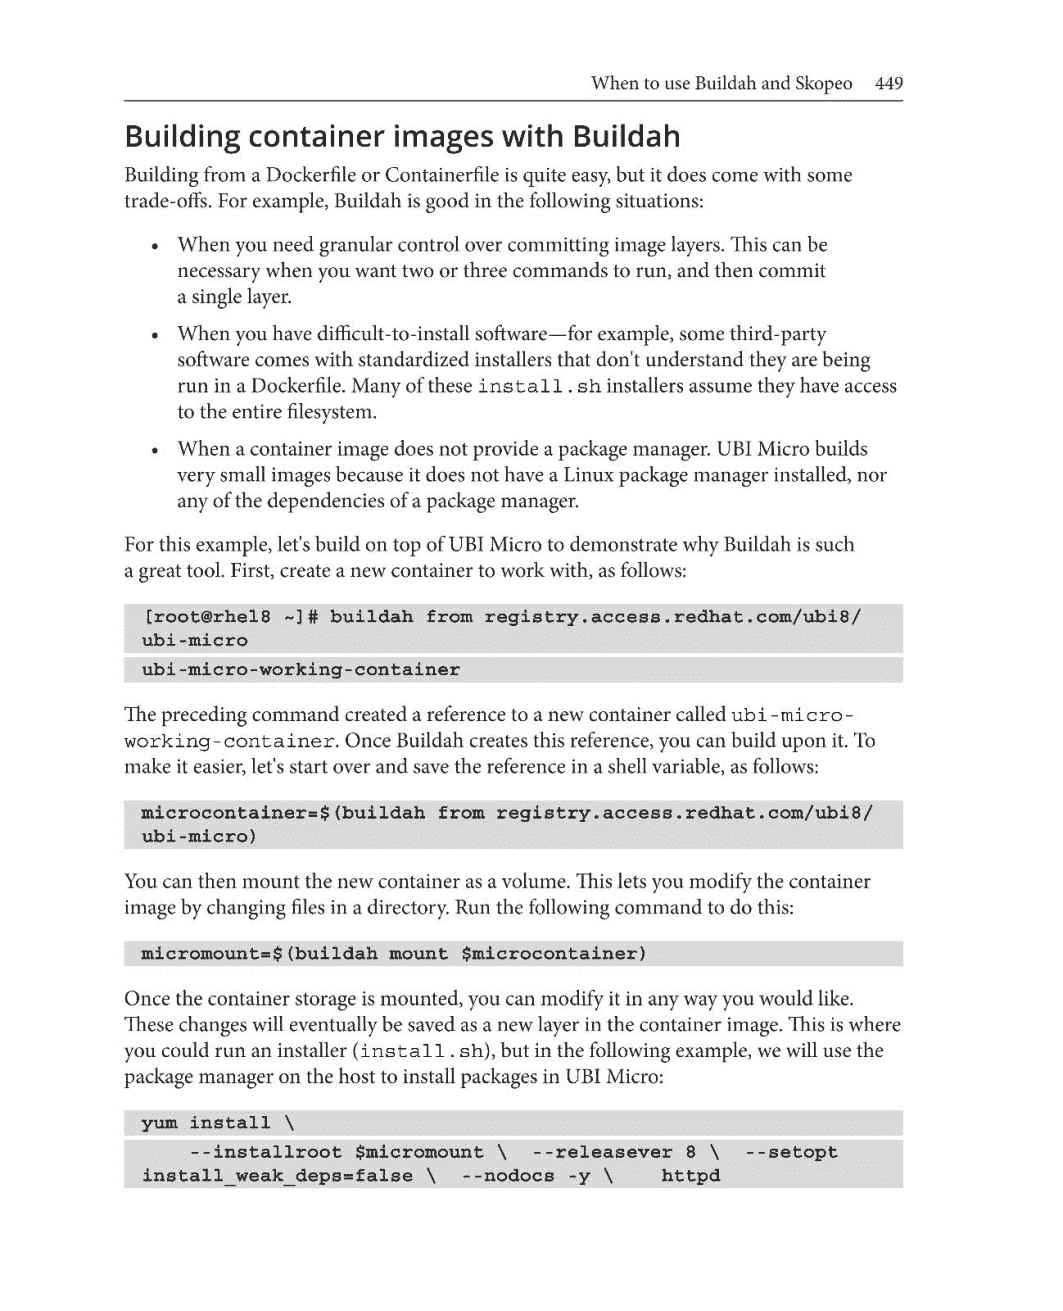 When to use Buildah and Skopeo 449
Building container images with Buildah
Building from a Dockerfile or Containerfile is quite easy, but it does come with some
trade-offs. For example, Buildah is good in the following situations:
• When you need granular control over committing image layers. This can be
necessary when you want two or three commands to run, and then commit
a single layer.
• When you have difficult-to-install software—for example, some third-party
software comes with standardized installers that don't understand they are being
run in a Dockerfile. Many of these install.sh installers assume they have access
to the entire filesystem.
• When a container image does not provide a package manager. UBI Micro builds
very small images because it does not have a Linux package manager installed, nor
any of the dependencies of a package manager.
For this example, let's build on top of UBI Micro to demonstrate why Buildah is such
a great tool. First, create a new container to work with, as follows:
[root@rhel8 ~]# buildah from registry.access.redhat.com/ubi8/
ubi-micro
ubi-micro-working-container
The preceding command created a reference to a new container called ubi-micro-
working-container. Once Buildah creates this reference, you can build upon it. To
make it easier, let's start over and save the reference in a shell variable, as follows:
microcontainer=$(buildah from registry.access.redhat.com/ubi8/
ubi-micro)
You can then mount the new container as a volume. This lets you modify the container
image by changing files in a directory. Run the following command to do this:
micromount=$(buildah mount $microcontainer)
Once the container storage is mounted, you can modify it in any way you would like.
These changes will eventually be saved as a new layer in the container image. This is where
you could run an installer (install.sh), but in the following example, we will use the
package manager on the host to install packages in UBI Micro:
yum install \
--installroot $micromount \ --releasever 8 \ --setopt
install_weak_deps=false \ --nodocs -y \ httpd